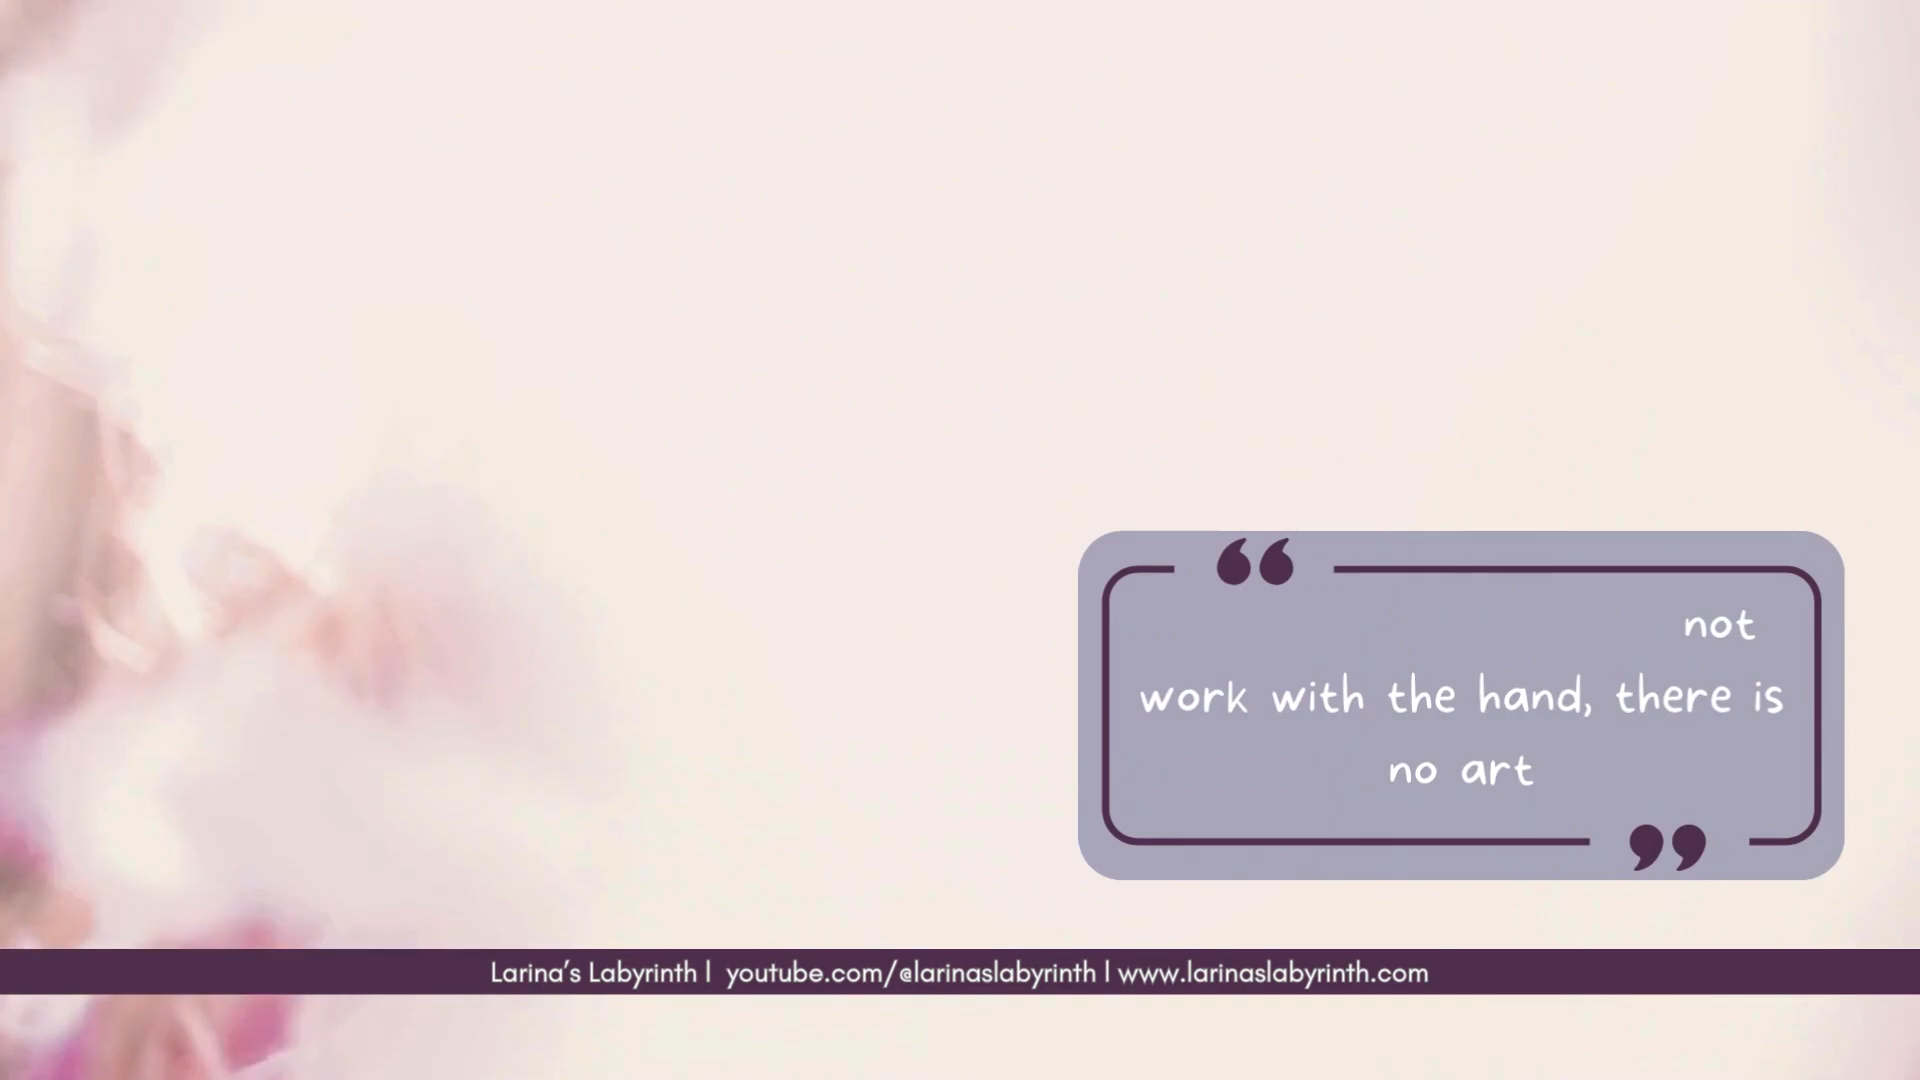 not
work with the hand, there is
no art
Larina's Labyrinth | youtube.com/@larinaslabyrinth | www.larinaslabyrinth.com